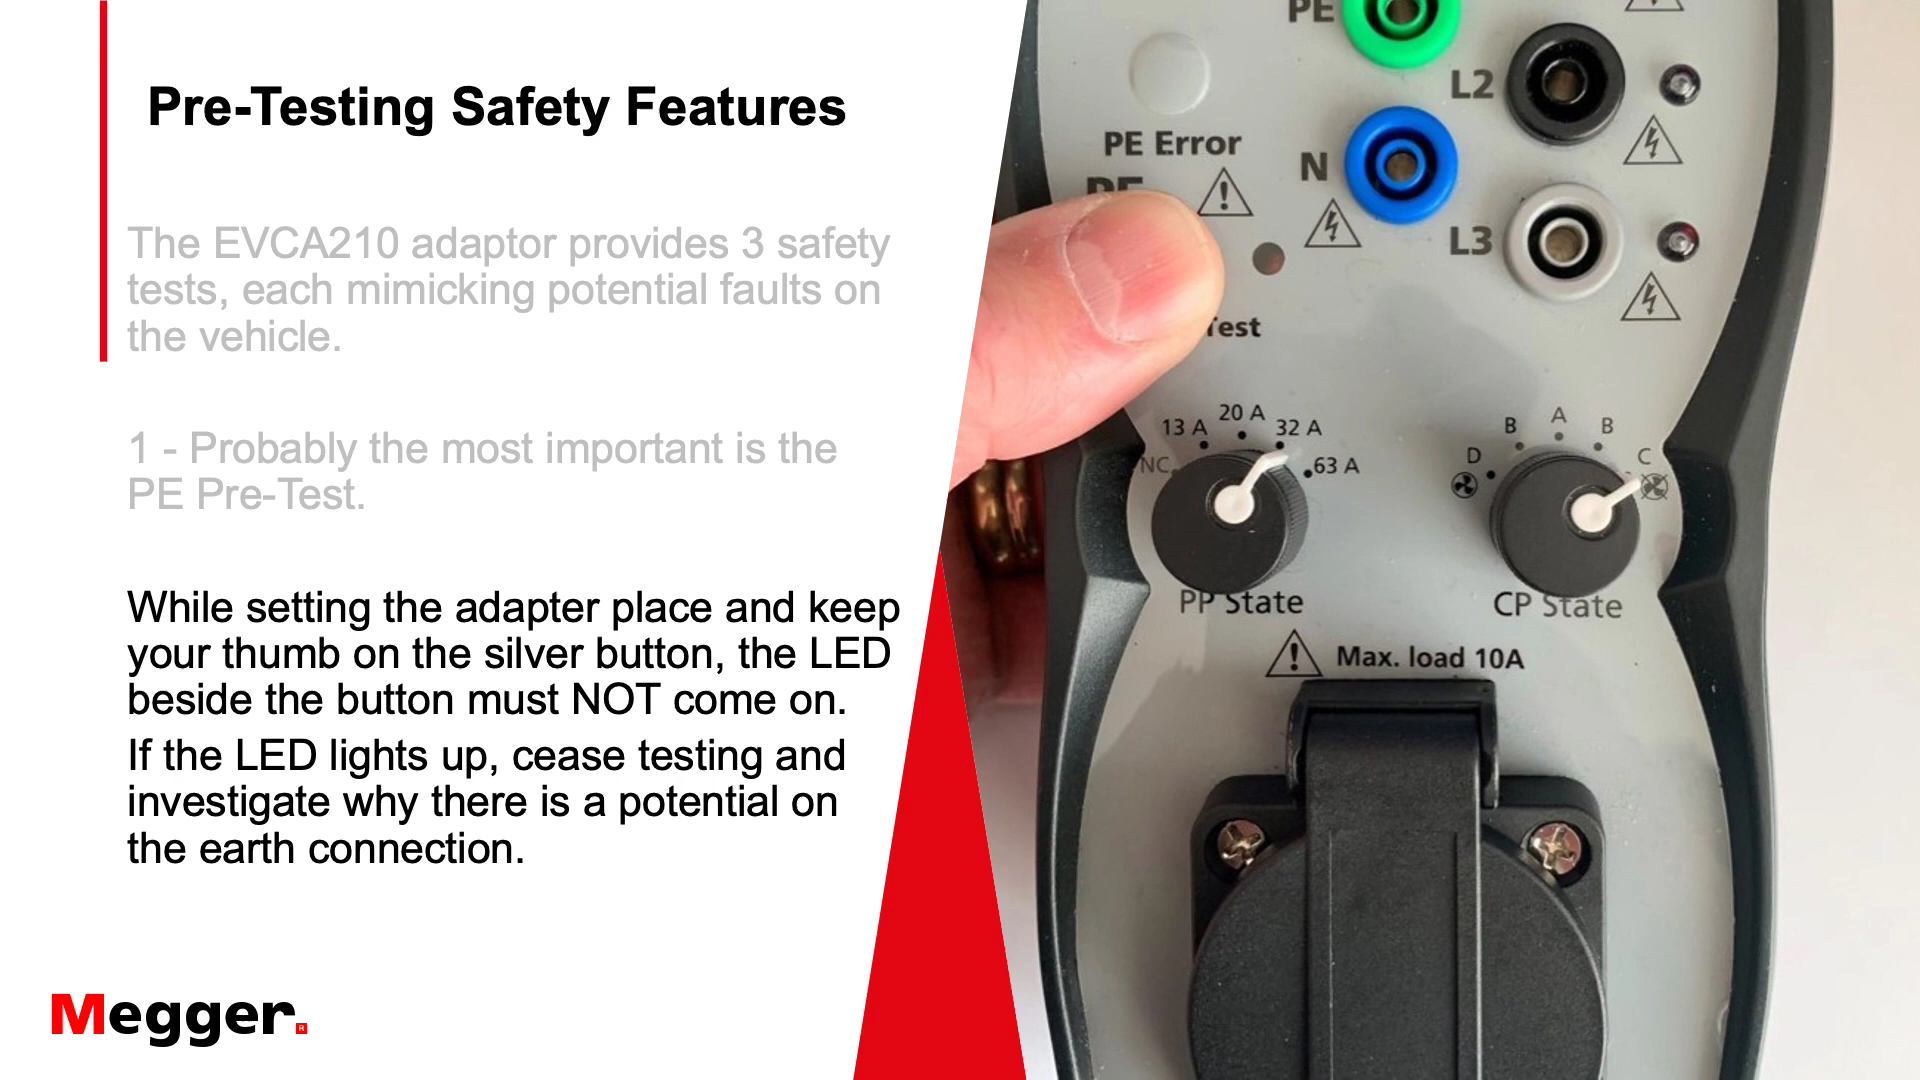 Pre-Testing Safety Features
The EVCA210 adaptor provides 3 safety
tests, each mimicking potential faults on
the vehicle.
1 - Probably the most important is the
PE Pre-Test.
While setting the adapter place and keep
your thumb on the silver button, the LED
beside the button must NOT come on.
If the LED lights up, cease testing and
investigate why there is a potential on
the earth connection.
Megger.
PE
L2
PE Error
N
PE
L3
Test
13 A 20 A 32 A
NC 63 A
B A B
D C
PP State
CP State
Max. load 10A